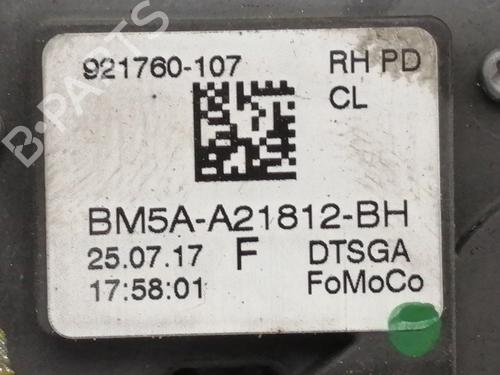 921760-107 RH PD
CL
BM5A-A21812-BH
25.07.17 F DTSGA
17:58:01 FoMoCo
B-PARTS